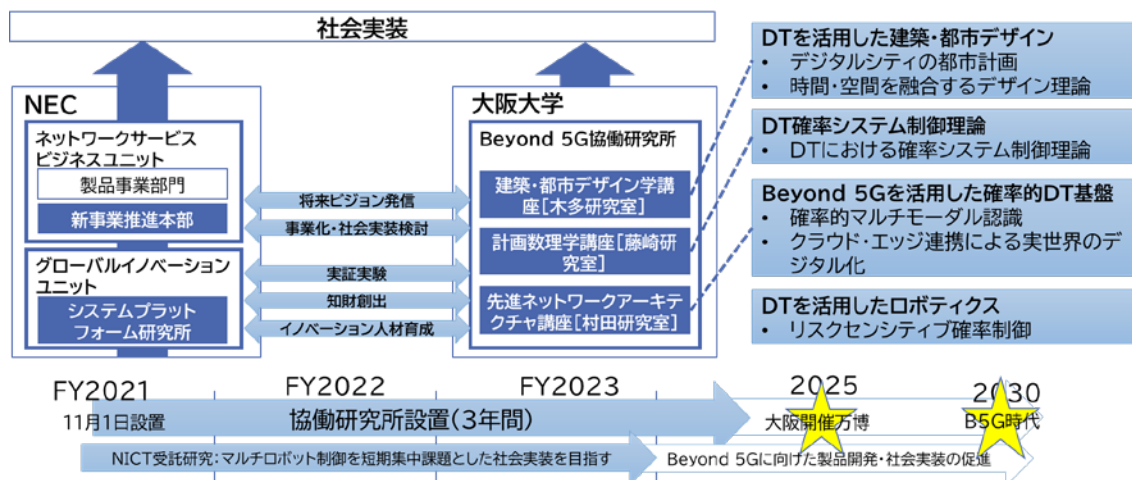 社会実装
NEC
ネットワークサービス
ビジネスユニット
製品事業部門
新事業推進本部
グローバルイノベーション
ユニット
システムプラット
フォーム研究所
将来ビジョン発信
事業化・社会実装検討
実証実験
知財創出
イノベーション人材育成
大阪大学
Beyond 5G協働研究所
建築・都市デザイン学講
座[木多研究室]
計画数理学講座[藤崎研
究室]
先進ネットワークアーキテ
クチャ講座[村田研究室]
DTを活用した建築・都市デザイン
• デジタルシティの都市計画
• 時間・空間を融合するデザイン理論
DT確率システム制御理論
• DTにおける確率システム制御理論
Beyond 5Gを活用した確率的DT基盤
• 確率的マルチモーダル認識
• クラウド・エッジ連携による実世界のデ
ジタル化
DTを活用したロボティクス
• リスクセンシティブ確率制御
FY2021
FY2022
FY2023
2025
2030
11月1日設置
協働研究所設置(3年間)
大阪開催万博
B5G時代
NICT受託研究:マルチロボット制御を短期集中課題とした社会実装を目指す
Beyond 5Gに向けた製品開発・社会実装の促進